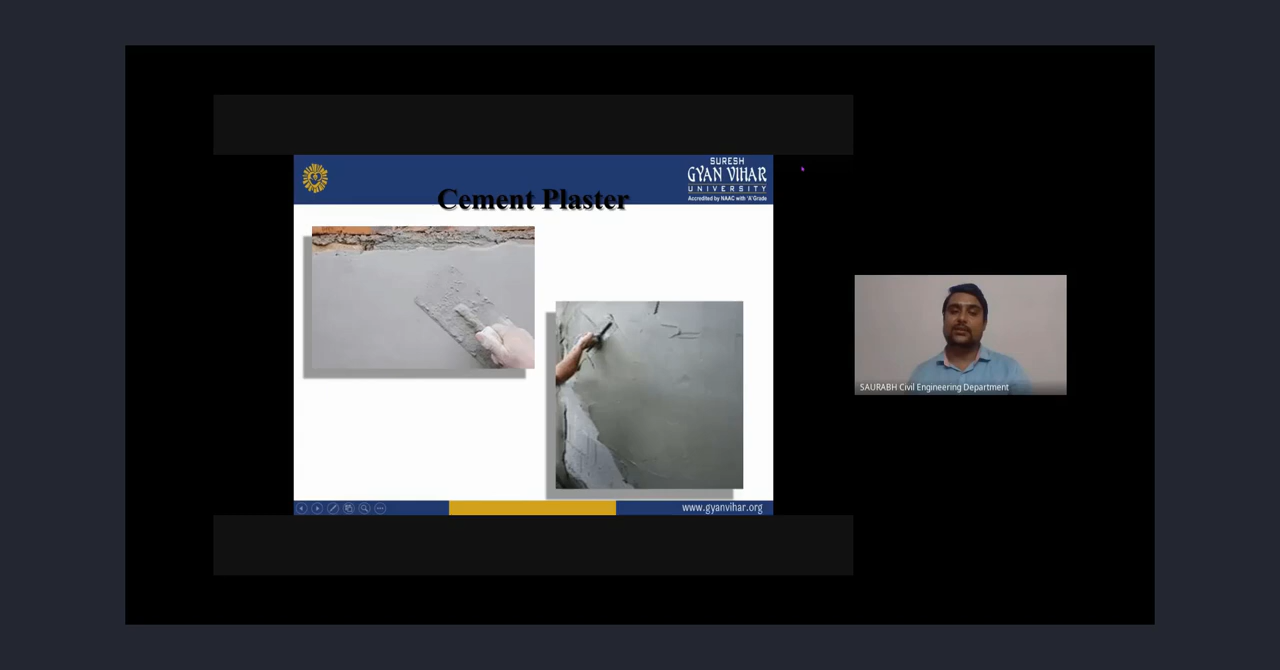 SURESH
GYAN VIHAR
UNIVERSITY
Accredited by NAAC with 'A' Grade
Cement Plaster
SAURABH Civil Engineering Department
www.gyanvihar.org